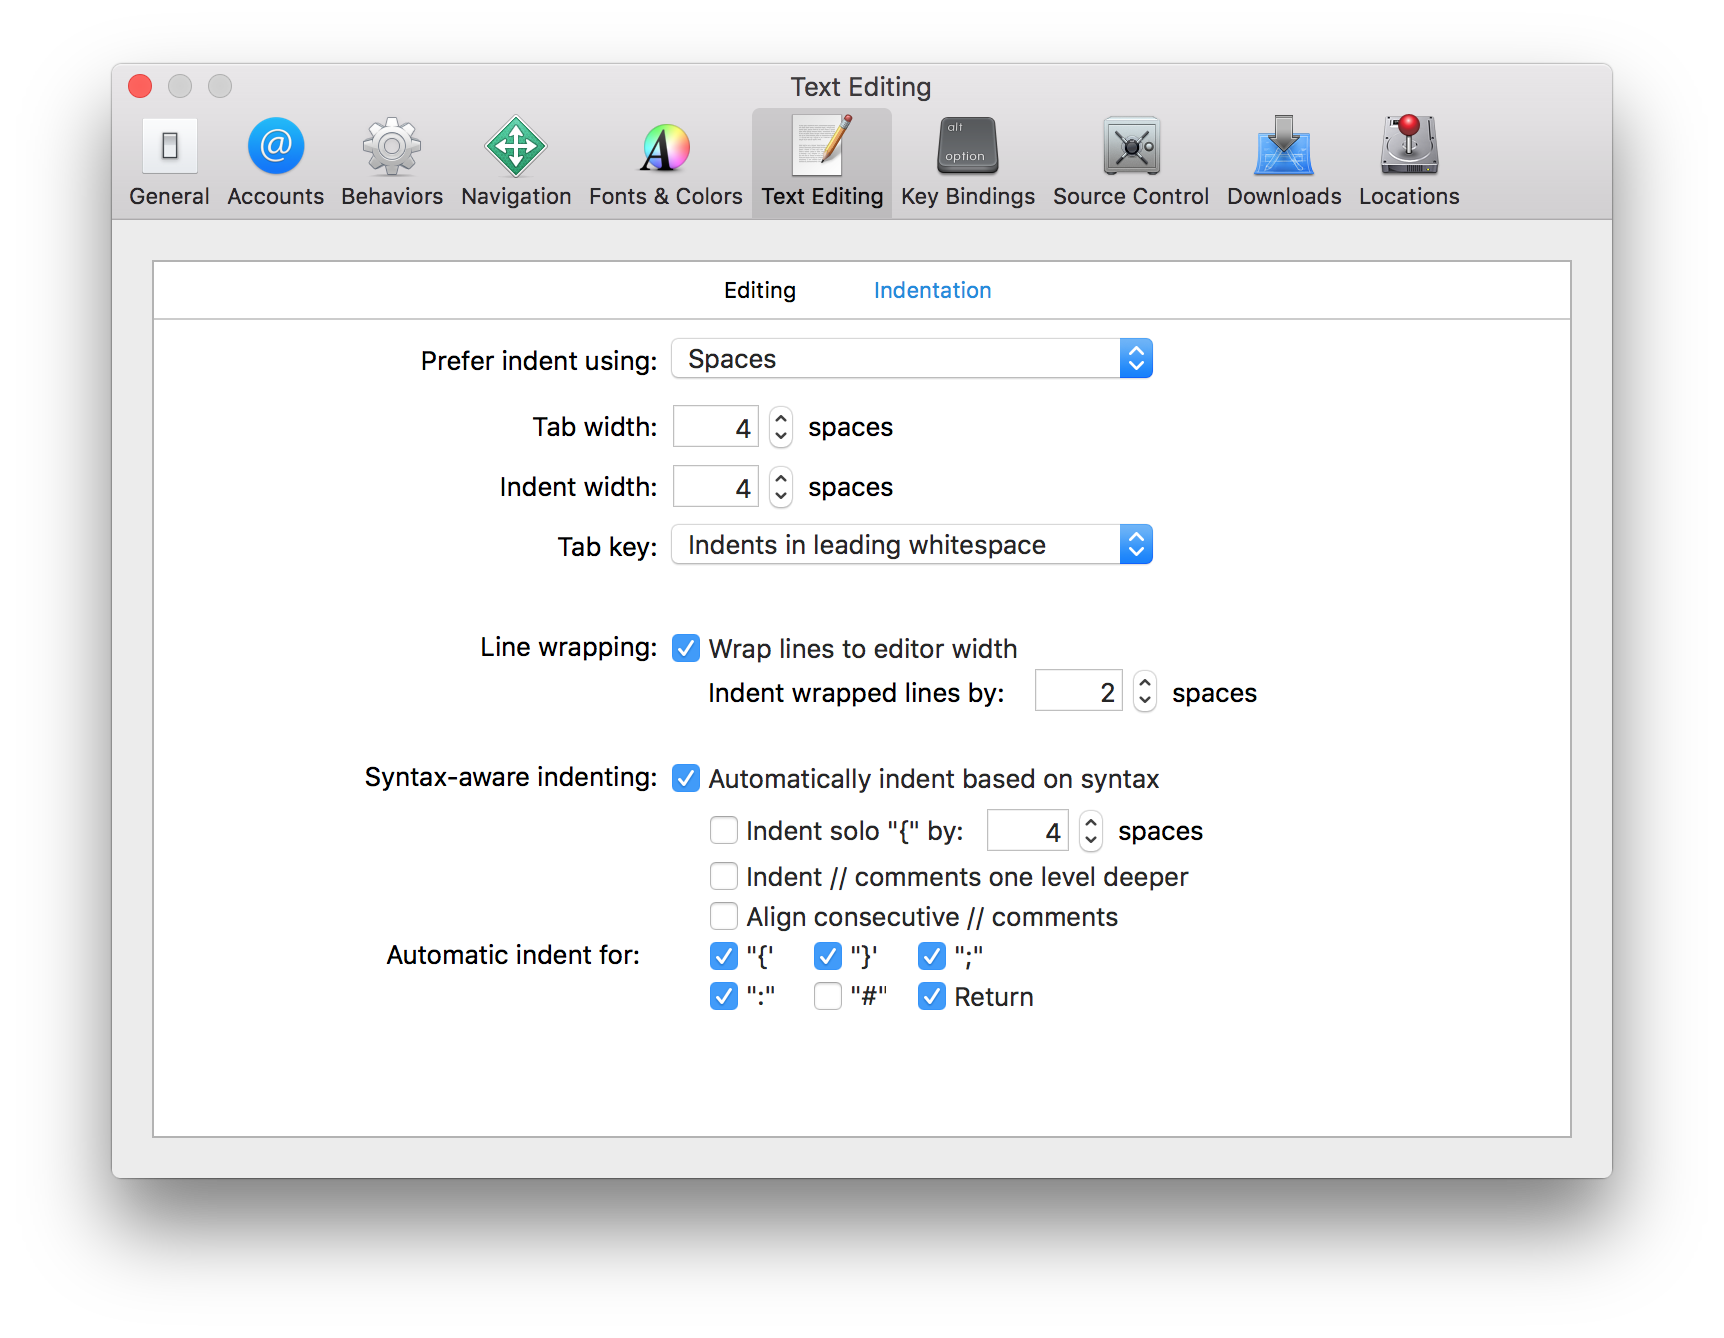 Text Editing
General Accounts Behaviors Navigation Fonts & Colors Text Editing alt option Key Bindings Source Control Downloads Locations
Editing Indentation
Prefer indent using: Spaces
Tab width: 4 spaces
Indent width: 4 spaces
Tab key: Indents in leading whitespace
Line wrapping: Wrap lines to editor width
Indent wrapped lines by: 2 spaces
Syntax-aware indenting: Automatically indent based on syntax
Indent solo "{" by: 4 spaces
Indent // comments one level deeper
Align consecutive // comments
Automatic indent for: "{' "}' ";"
":" "#" Return